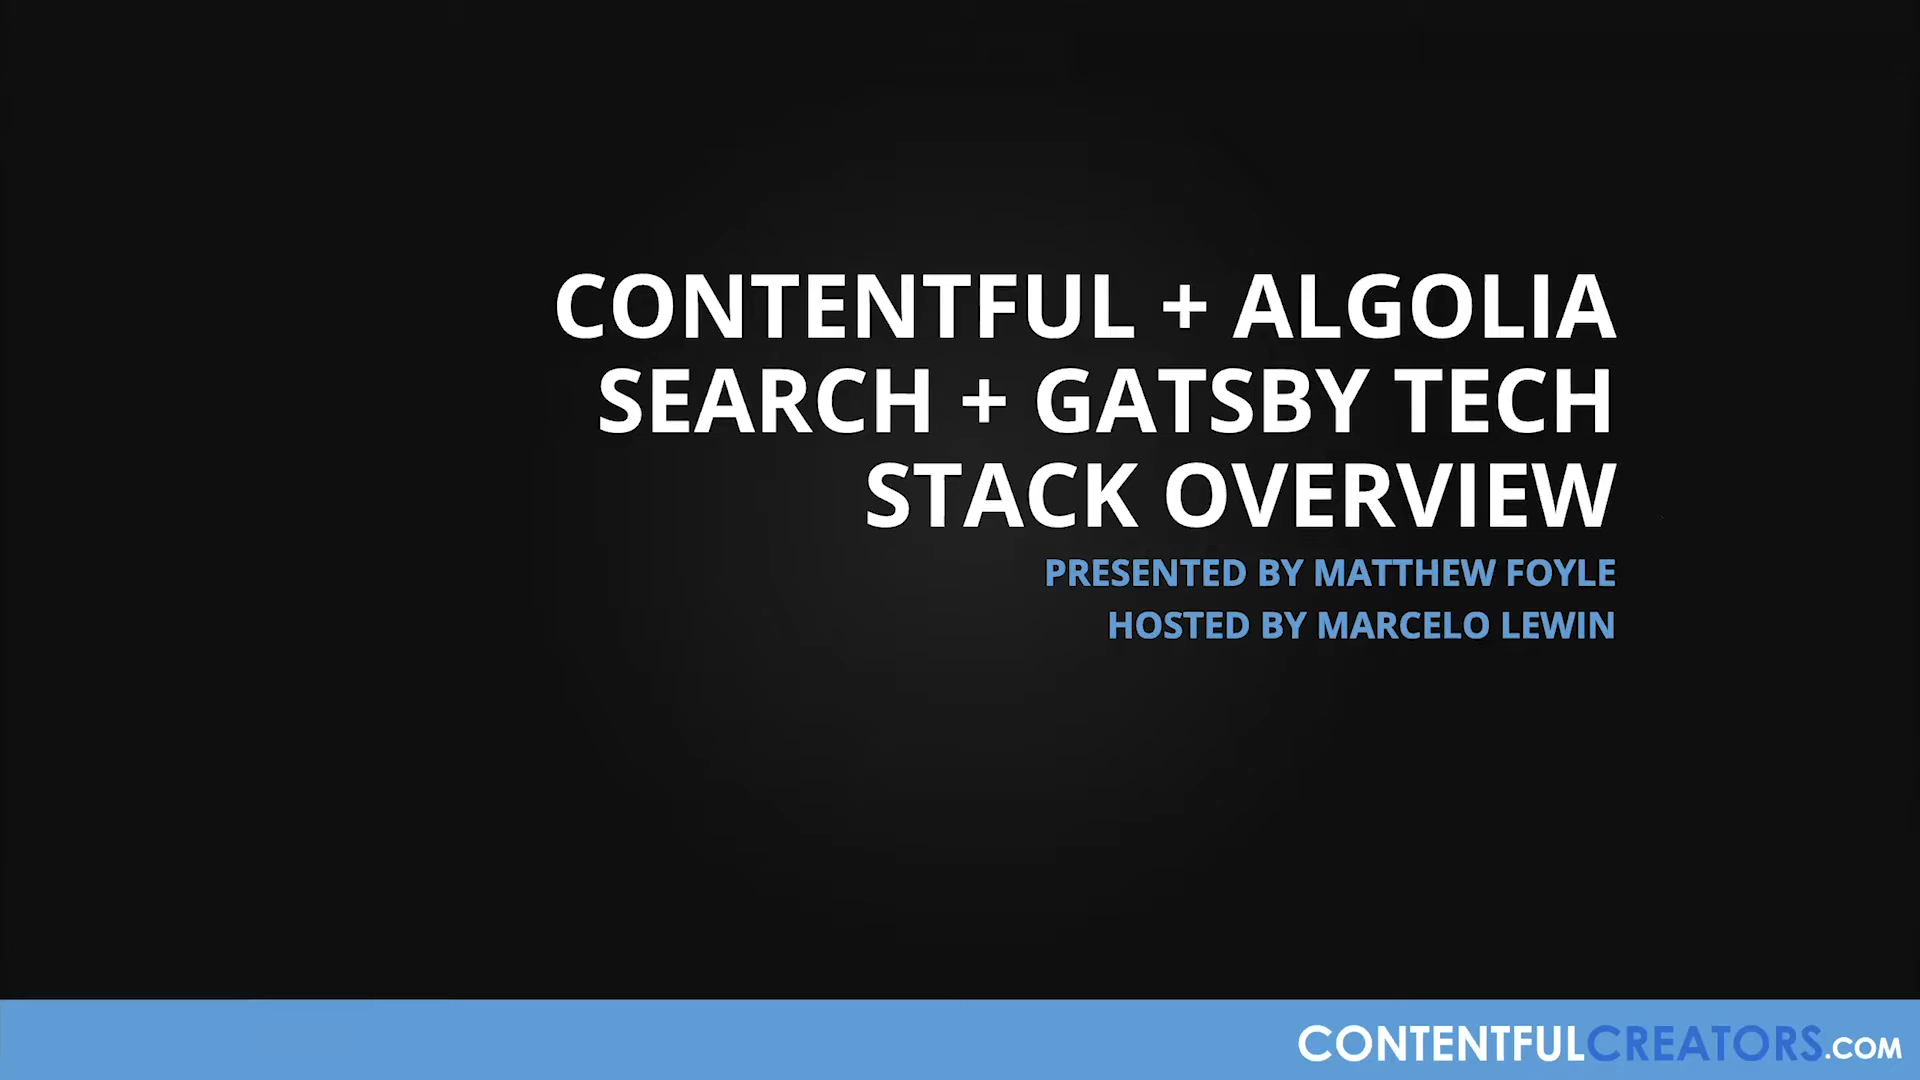 CONTENTFUL + ALGOLIA
SEARCH + GATSBY TECH
STACK OVERVIEW
PRESENTED BY MATTHEW FOYLE
HOSTED BY MARCELO LEWIN
CONTENTFULCREATORS.COM